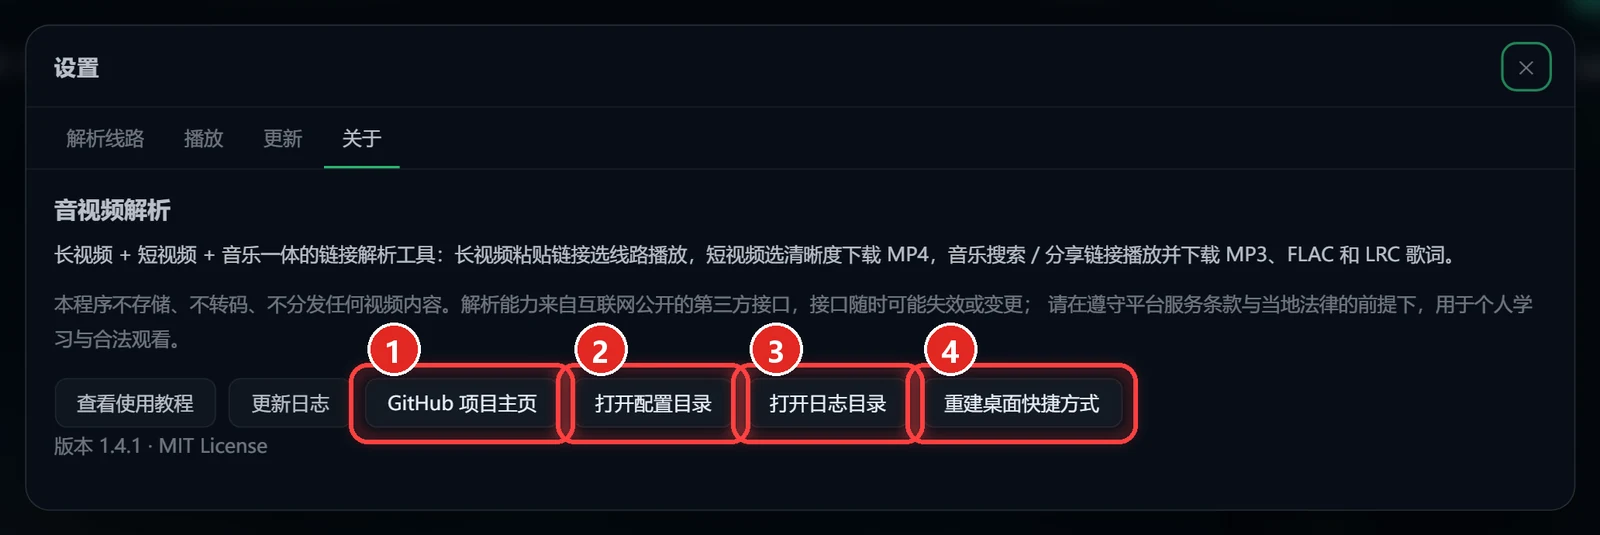 设置
解析线路 播放 更新 关于
音视频解析
长视频 + 短视频 + 音乐一体的链接解析工具：长视频粘贴链接选线路播放，短视频选清晰度下载 MP4，音乐搜索 / 分享链接播放并下载 MP3、FLAC 和 LRC 歌词。
本程序不存储、不转码、不分发任何视频内容。解析能力来自互联网公开的第三方接口，接口随时可能失效或变更； 请在遵守平台服务条款与当地法律的前提下，用于个人学
习与合法观看。
1 2 3 4
查看使用教程 更新日志 GitHub 项目主页 打开配置目录 打开日志目录 重建桌面快捷方式
版本 1.4.1 · MIT License